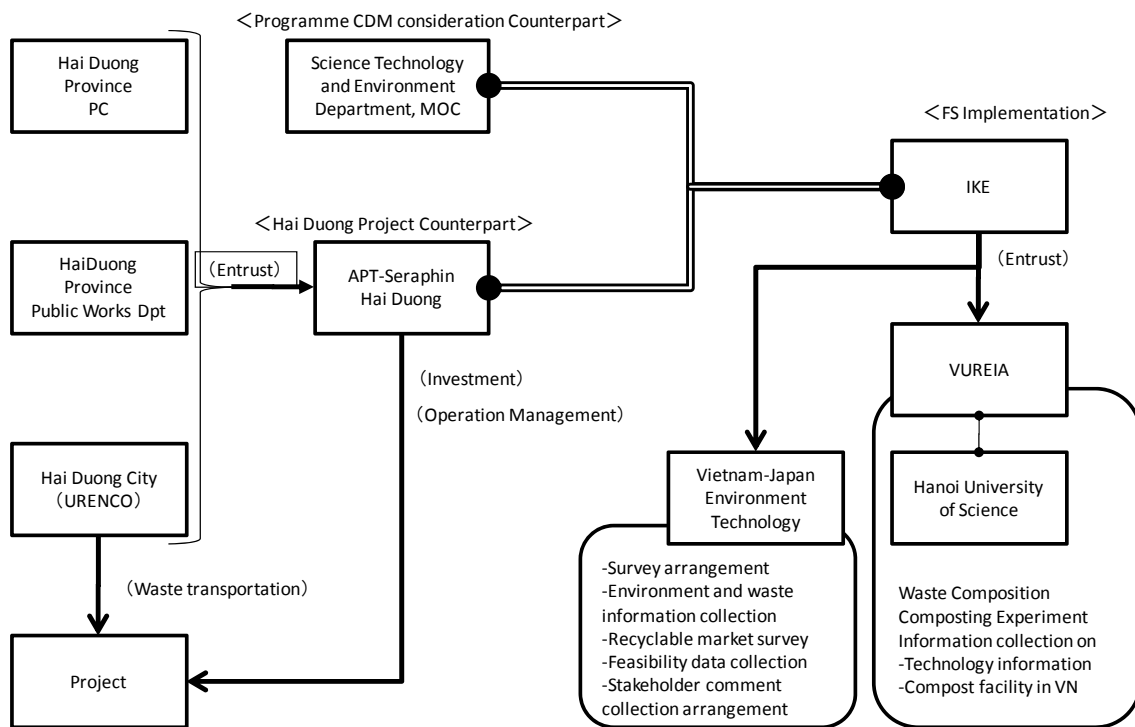 ＜Programme CDM consideration Counterpart＞
Hai Duong
Province
PC
Science Technology
and Environment
Department, MOC
＜FS Implementation＞
IKE
＜Hai Duong Project Counterpart＞
HaiDuong
Province
Public Works Dpt
（Entrust）
APT-Seraphin
Hai Duong
（Entrust）
VUREIA
（Investment）
（Operation Management）
Hai Duong City
（URENCO）
Vietnam-Japan
Environment
Technology
Hanoi University
of Science
（Waste transportation）
Project
-Survey arrangement
-Environment and waste
information collection
-Recyclable market survey
-Feasibility data collection
-Stakeholder comment
collection arrangement
Waste Composition
Composting Experiment
Information collection on
-Technology information
-Compost facility in VN